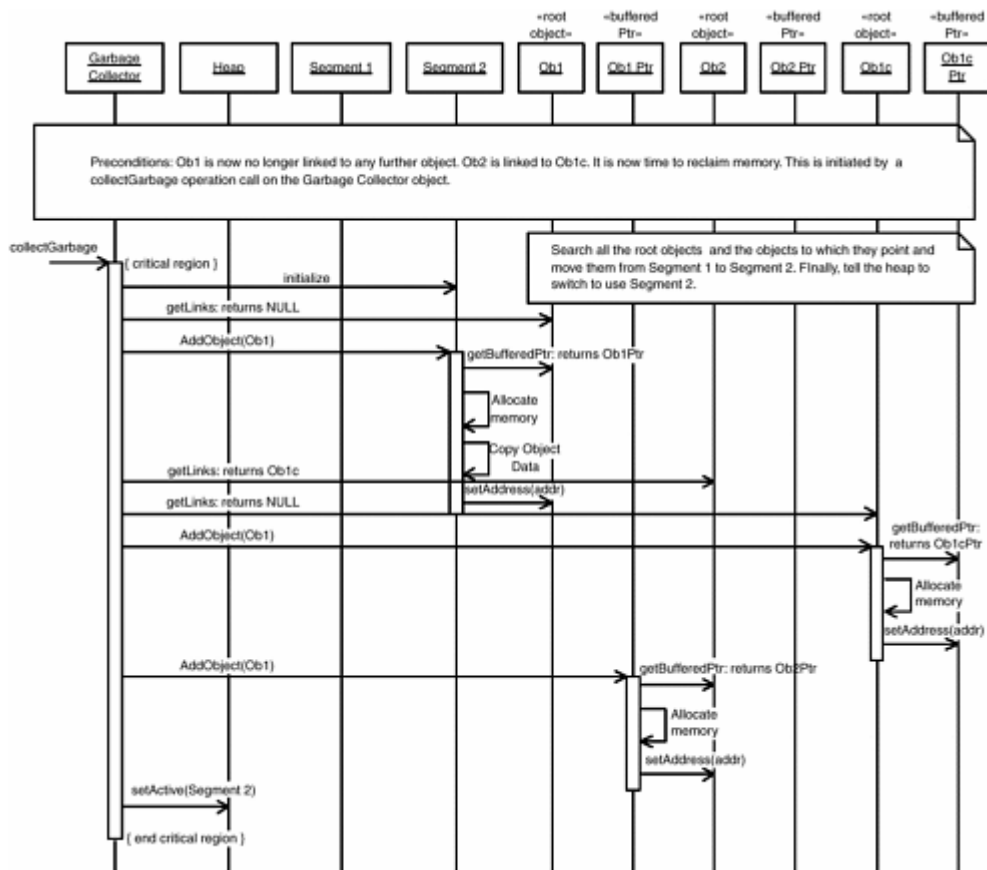 «root
object»
«buffered
Ptr»
«root
object»
«buffered
Ptr»
«root
object»
«buffered
Ptr»
Garbage
Collector
Heap
Segment 1
Segment 2
Ob1
Ob1 Ptr
Ob2
Ob2 Ptr
Ob1c
Ob1c
Ptr
Preconditions: Ob1 is now no longer linked to any further object. Ob2 is linked to Ob1c. It is now time to reclaim memory. This is initiated by a
collectGarbage operation call on the Garbage Collector object.
collectGarbage
{ critical region }
Search all the root objects and the objects to which they point and
move them from Segment 1 to Segment 2. FInally, tell the heap to
switch to use Segment 2.
initialize
getLinks: returns NULL
AddObject(Ob1)
getBufferedPtr: returns Ob1Ptr
Allocate
memory
Copy Object
Data
getLinks: returns Ob1c
setAddress(addr)
getLinks: returns NULL
AddObject(Ob1)
getBufferedPtr:
returns Ob1cPtr
Allocate
memory
setAddress(addr)
AddObject(Ob1)
getBufferedPtr: returns Ob2Ptr
Allocate
memory
setAddress(addr)
setActive(Segment 2)
{ end critical region }